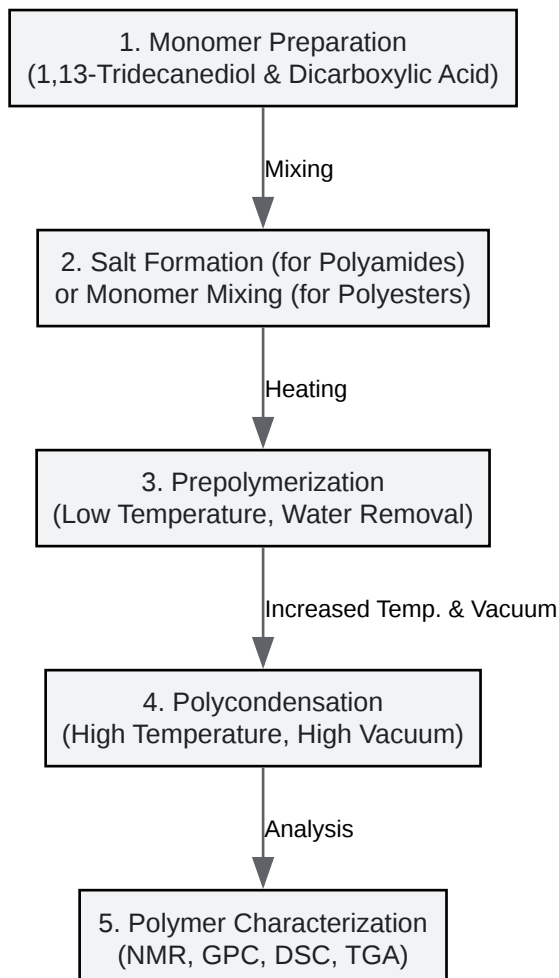 1. Monomer Preparation
(1,13-Tridecanediol & Dicarboxylic Acid)
Mixing
2. Salt Formation (for Polyamides)
or Monomer Mixing (for Polyesters)
Heating
3. Prepolymerization
(Low Temperature, Water Removal)
Increased Temp. & Vacuum
4. Polycondensation
(High Temperature, High Vacuum)
Analysis
5. Polymer Characterization
(NMR, GPC, DSC, TGA)